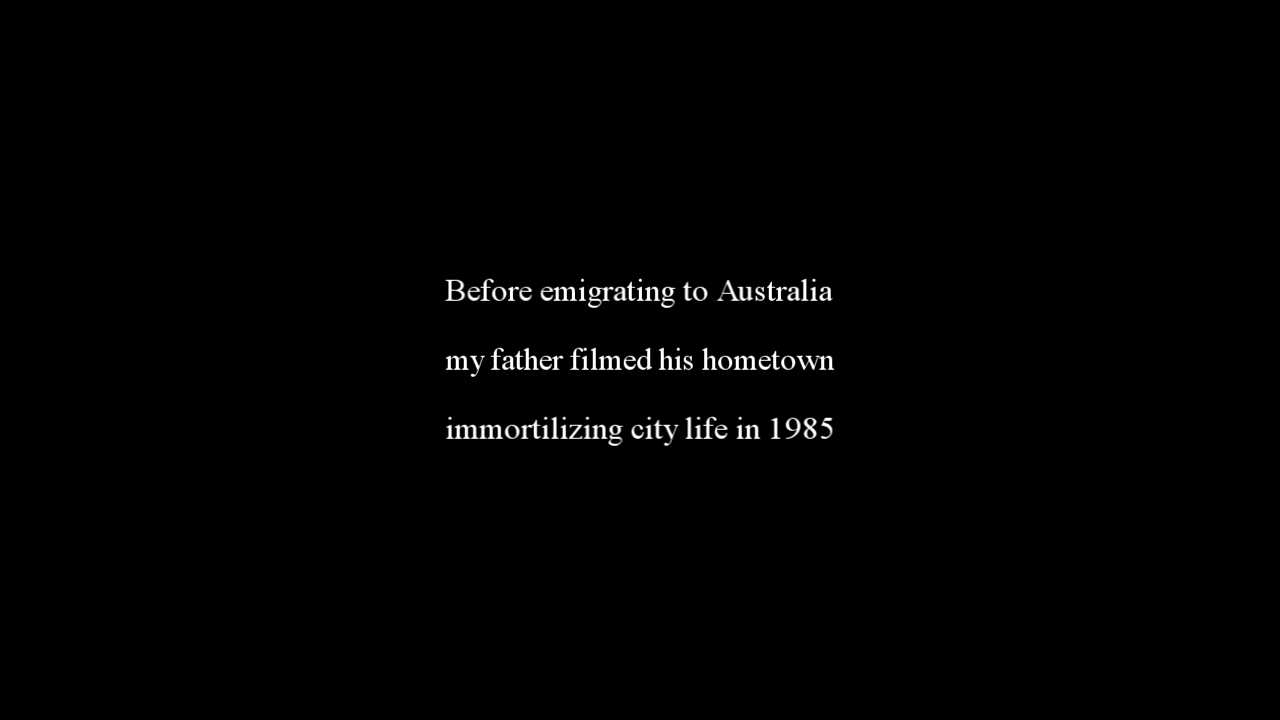 Before emigrating to Australia
my father filmed his hometown
immortilizing city life in 1985